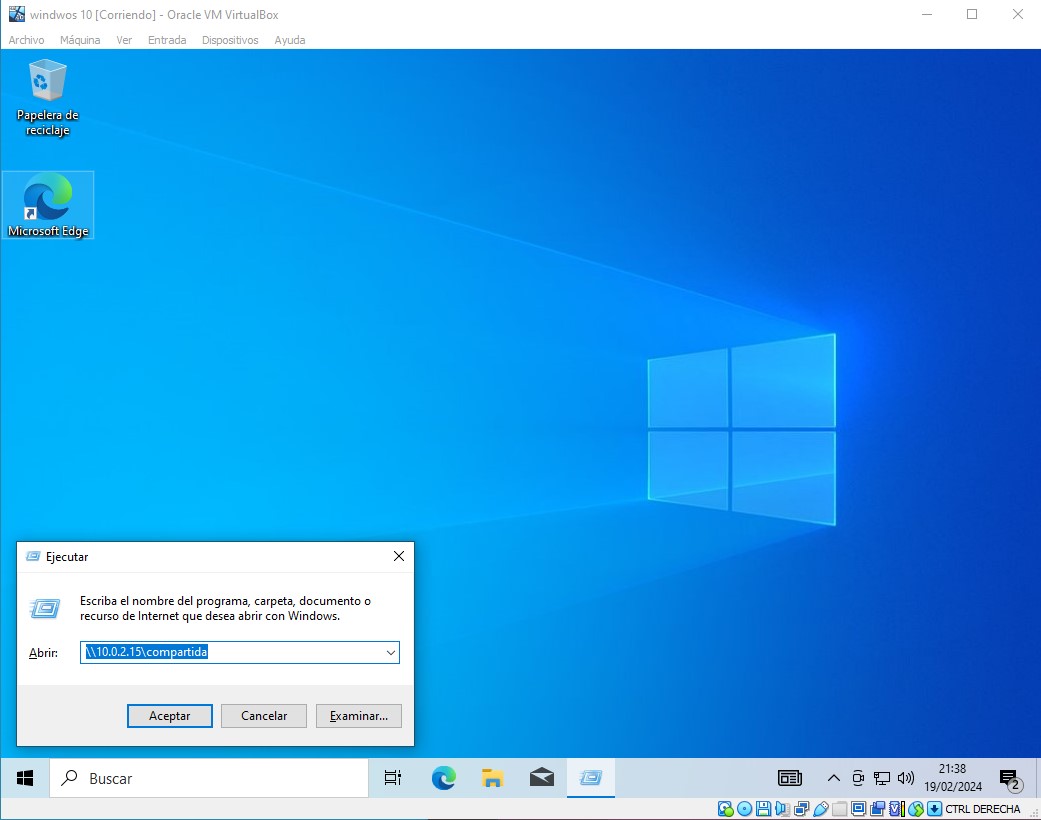 windwos 10 [Corriendo] - Oracle VM VirtualBox
Archivo Máquina Ver Entrada Dispositivos Ayuda
Papelera de
reciclaje
Microsoft Edge
Ejecutar
Escriba el nombre del programa, carpeta, documento o
recurso de Internet que desea abrir con Windows.
Abrir: \\10.0.2.15\compartida
Aceptar Cancelar Examinar...
Buscar
21:38
19/02/2024
2
CTRL DERECHA